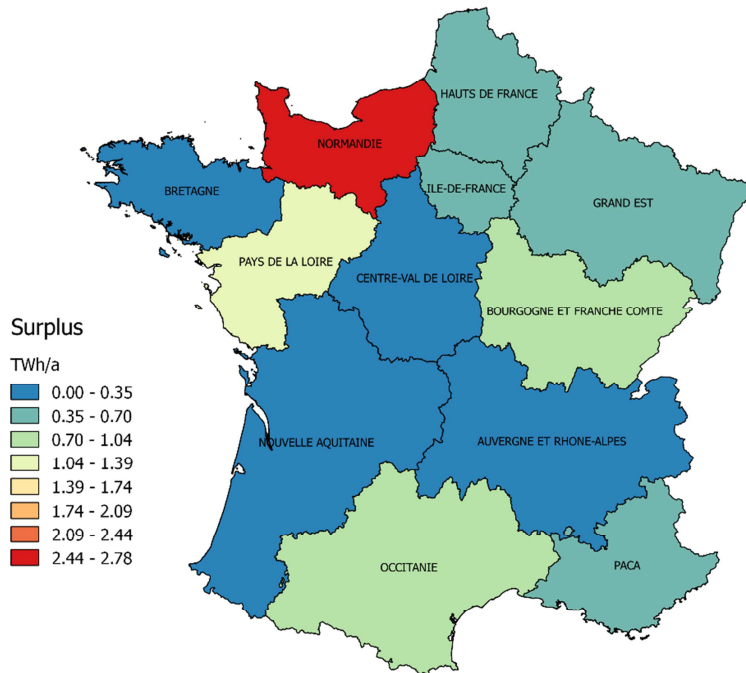 HAUTS DE FRANCE
NORMANDIE
ILE-DE-FRANCE
BRETAGNE
GRAND EST
PAYS DE LA LOIRE
CENTRE-VAL DE LOIRE
BOURGOGNE ET FRANCHE COMTE
NOUVELLE AQUITAINE
AUVERGNE ET RHONE-ALPES
OCCITANIE
PACA
Surplus
TWh/a
0.00 - 0.35
0.35 - 0.70
0.70 - 1.04
1.04 - 1.39
1.39 - 1.74
1.74 - 2.09
2.09 - 2.44
2.44 - 2.78